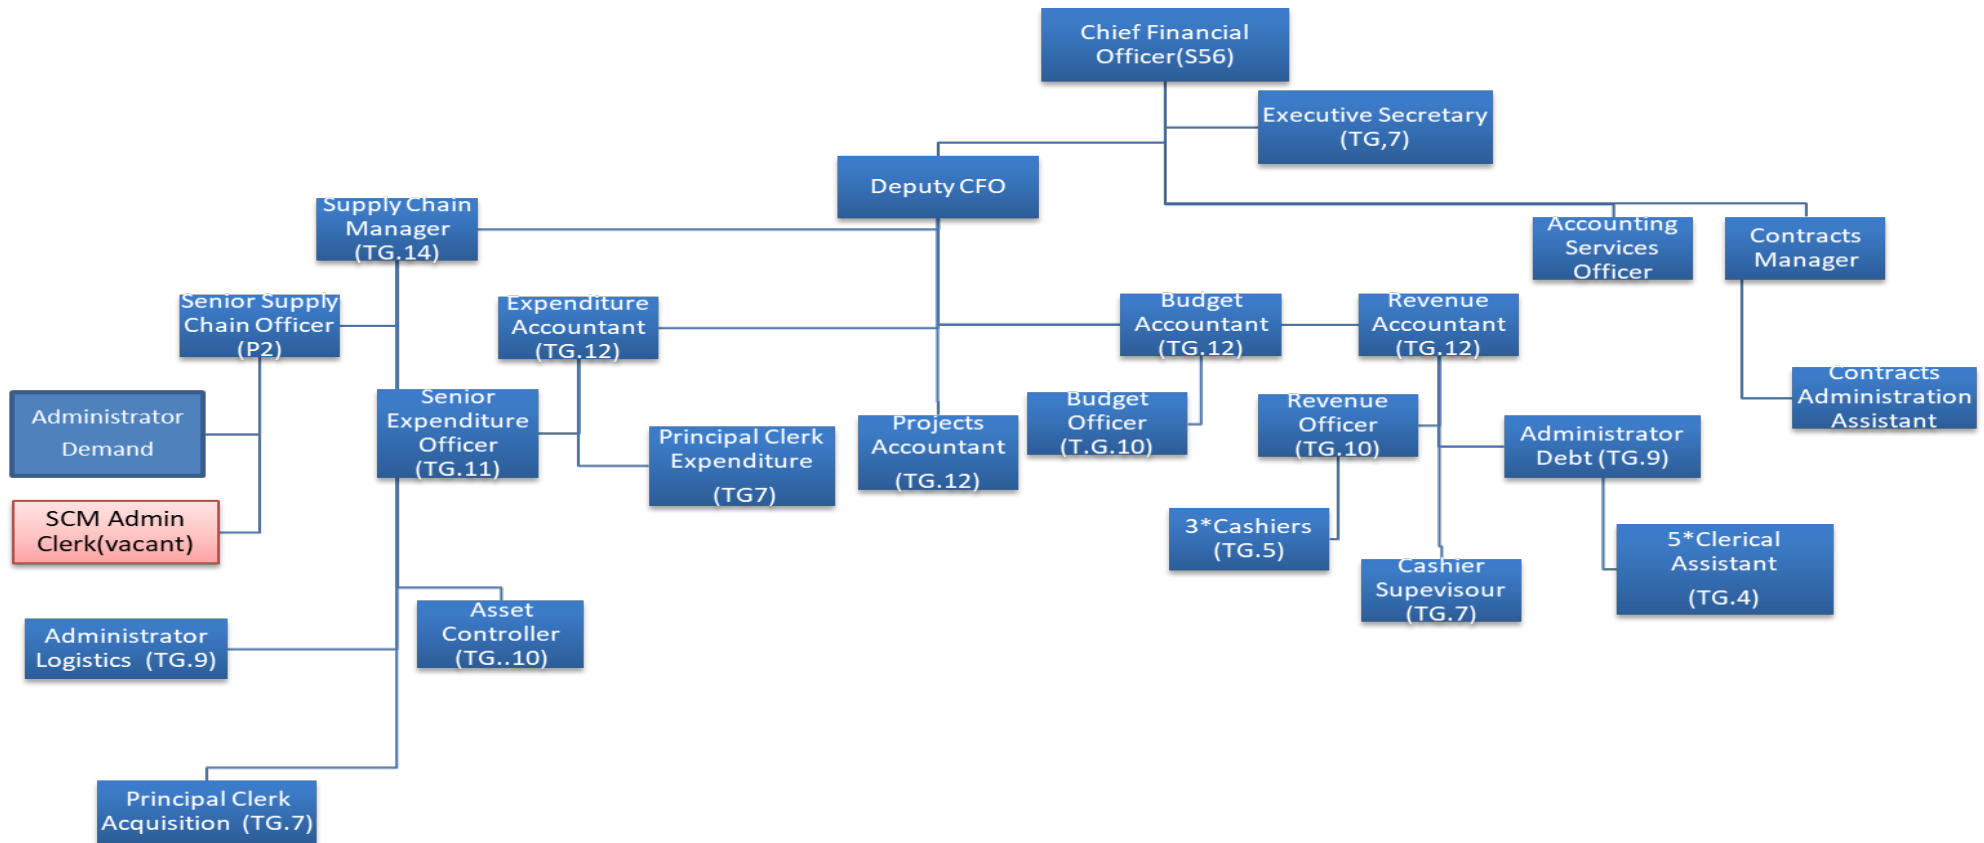 Chief Financial
Officer(S56)
Executive Secretary
(TG,7)
Deputy CFO
Supply Chain
Manager
(TG.14)
Accounting
Services
Officer
Contracts
Manager
Senior Supply
Chain Officer
(P2)
Expenditure
Accountant
(TG.12)
Budget
Accountant
(TG.12)
Revenue
Accountant
(TG.12)
Administrator
Demand
Senior
Expenditure
Officer
(TG.11)
Principal Clerk
Expenditure
(TG7)
Projects
Accountant
(TG.12)
Budget
Officer
(T.G.10)
Revenue
Officer
(TG.10)
Administrator
Debt (TG.9)
Contracts
Administration
Assistant
SCM Admin
Clerk(vacant)
3*Cashiers
(TG.5)
Cashier
Supevisour
(TG.7)
5*Clerical
Assistant
(TG.4)
Administrator
Logistics  (TG.9)
Asset
Controller
(TG..10)
Principal Clerk
Acquisition  (TG.7)